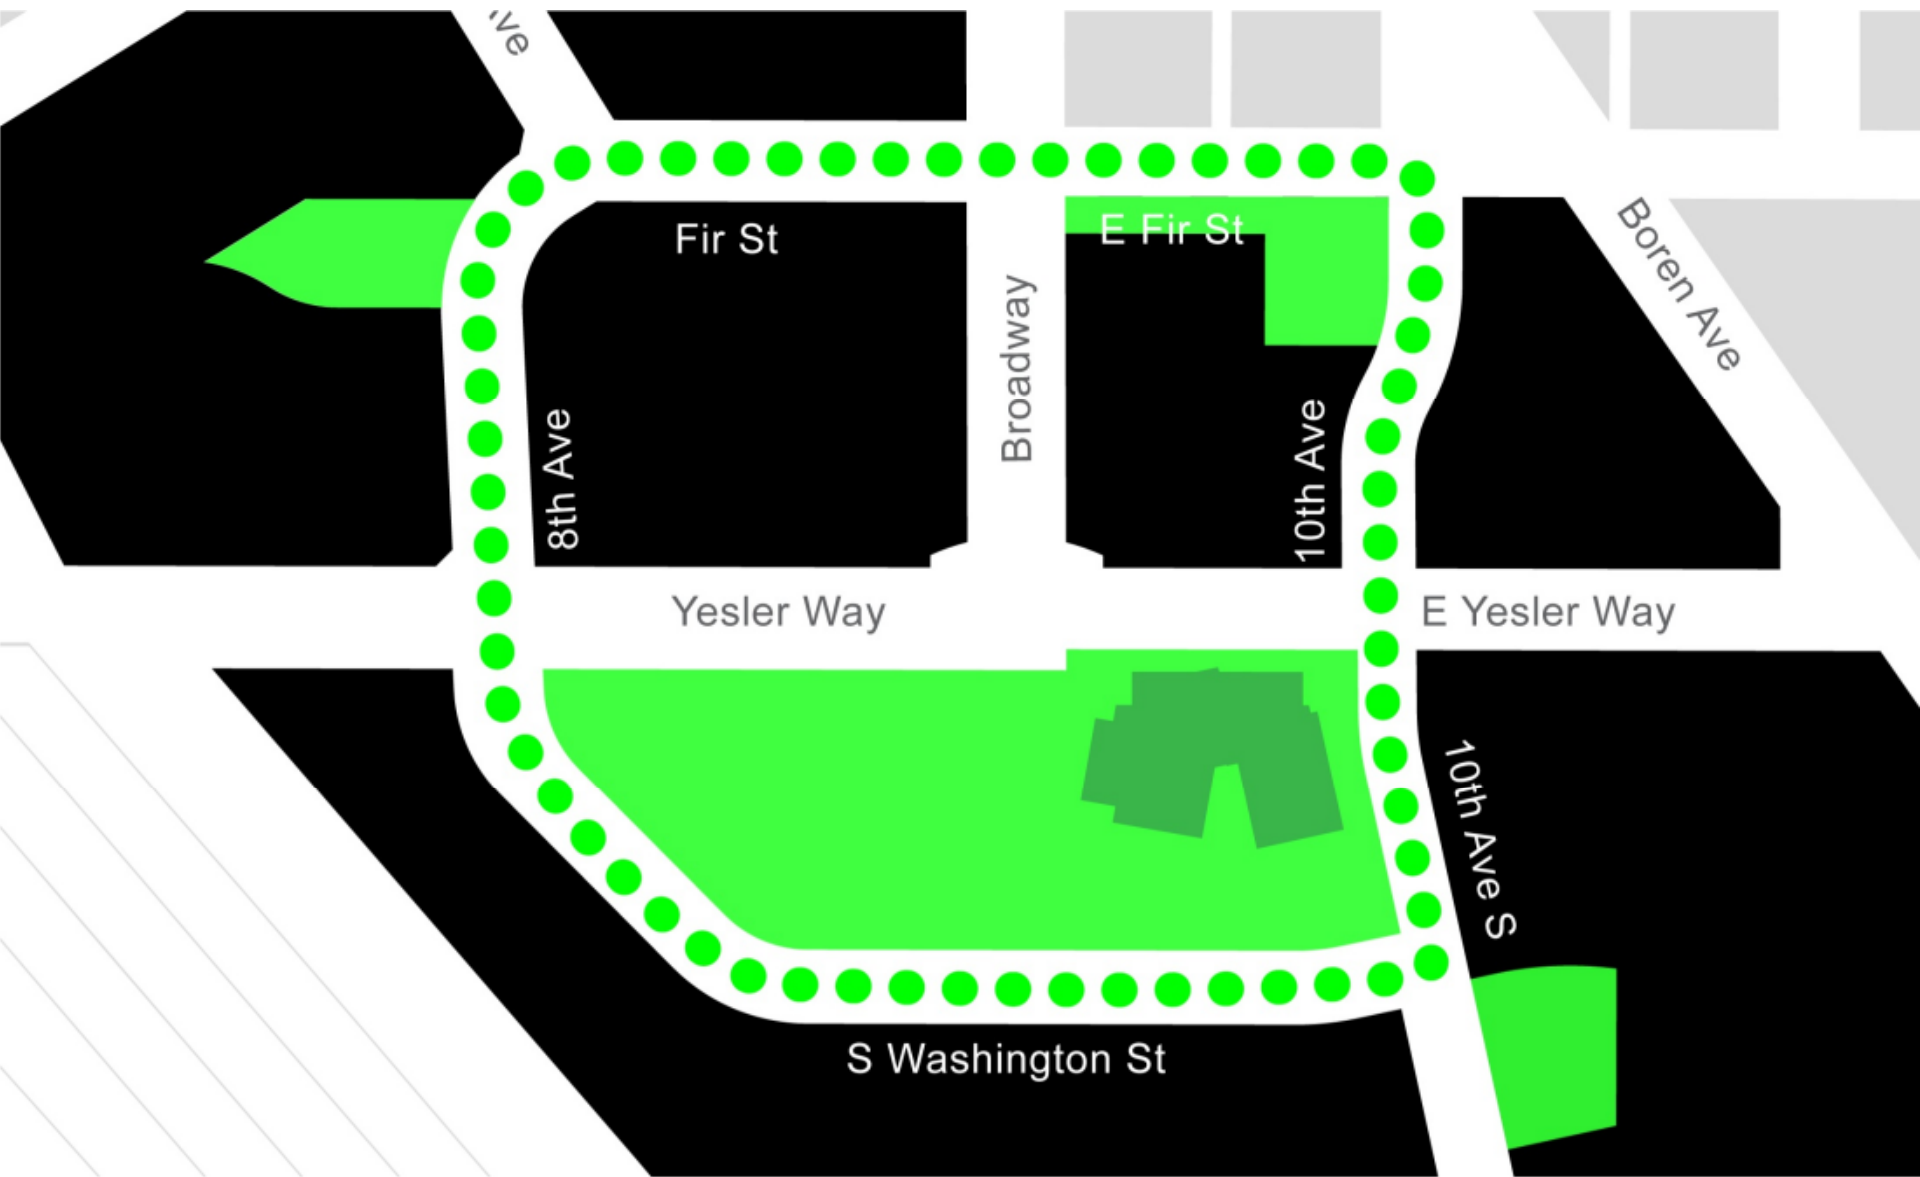 ve
Fir St
E Fir St
Boren Ave
Broadway
8th Ave
10th Ave
Yesler Way
E Yesler Way
10th Ave S
S Washington St